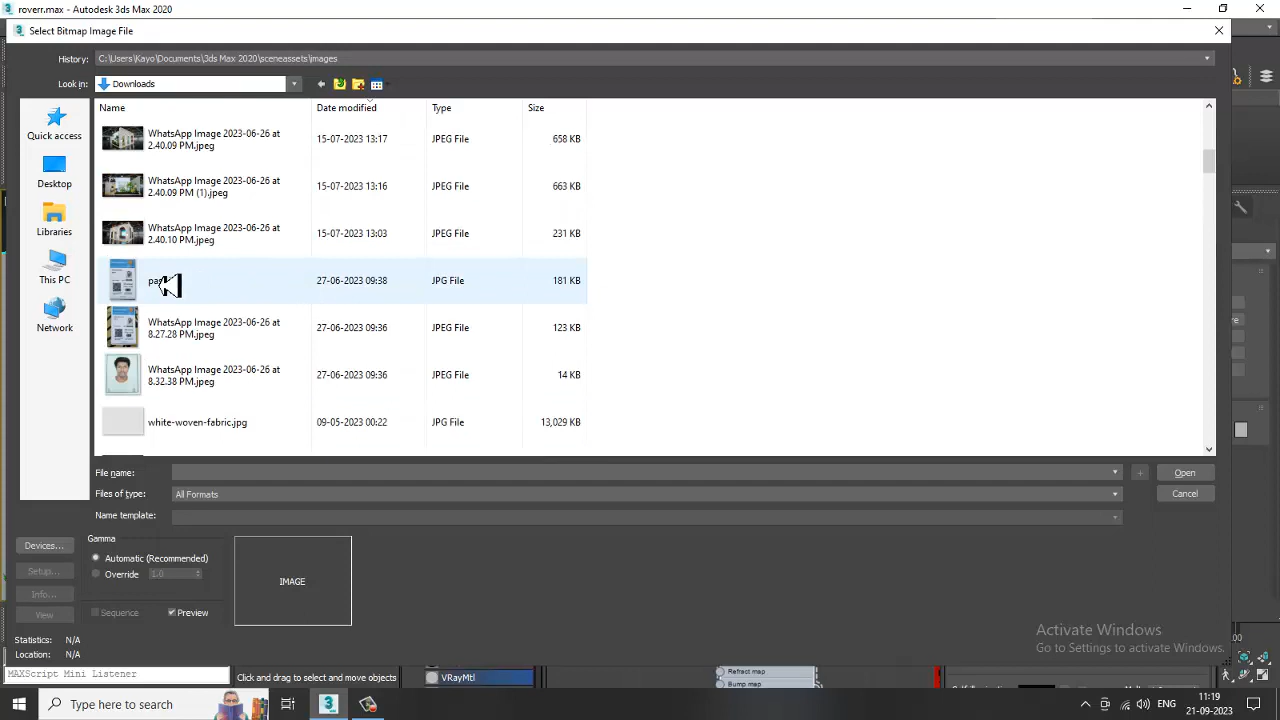 roverr.max - Autodesk 3ds Max 2020
Select Bitmap Image File
History: C:\Users\Kayo\Documents\3ds Max 2020\sceneassets\images
Look in: Downloads
Name Date modified Type Size
Quick access
Desktop
Libraries
This PC
Network
WhatsApp Image 2023-06-26 at
2.40.09 PM.jpeg
15-07-2023 13:17 JPEG File 658 KB
WhatsApp Image 2023-06-26 at
2.40.09 PM (1).jpeg
15-07-2023 13:16 JPEG File 663 KB
WhatsApp Image 2023-06-26 at
2.40.10 PM.jpeg
15-07-2023 13:03 JPEG File 231 KB
27-06-2023 09:38 JPG File 181 KB
WhatsApp Image 2023-06-26 at
8.27.28 PM.jpeg
27-06-2023 09:36 JPEG File 123 KB
WhatsApp Image 2023-06-26 at
8.32.38 PM.jpeg
27-06-2023 09:36 JPEG File 14 KB
white-woven-fabric.jpg 09-05-2023 00:22 JPG File 13,029 KB
File name: Open
Files of type: All Formats Cancel
Name template:
Devices...
Setup...
Info...
View
Gamma
Automatic (Recommended)
Override 1.0
Sequence Preview
IMAGE
Statistics: N/A
Location: N/A
Activate Windows
Go to Settings to activate Windows.
MAXScript Mini Listener
Click and drag to select and move objects
VRayMtl
Refract map
Bump map
Type here to search
ENG
11:19
21-09-2023